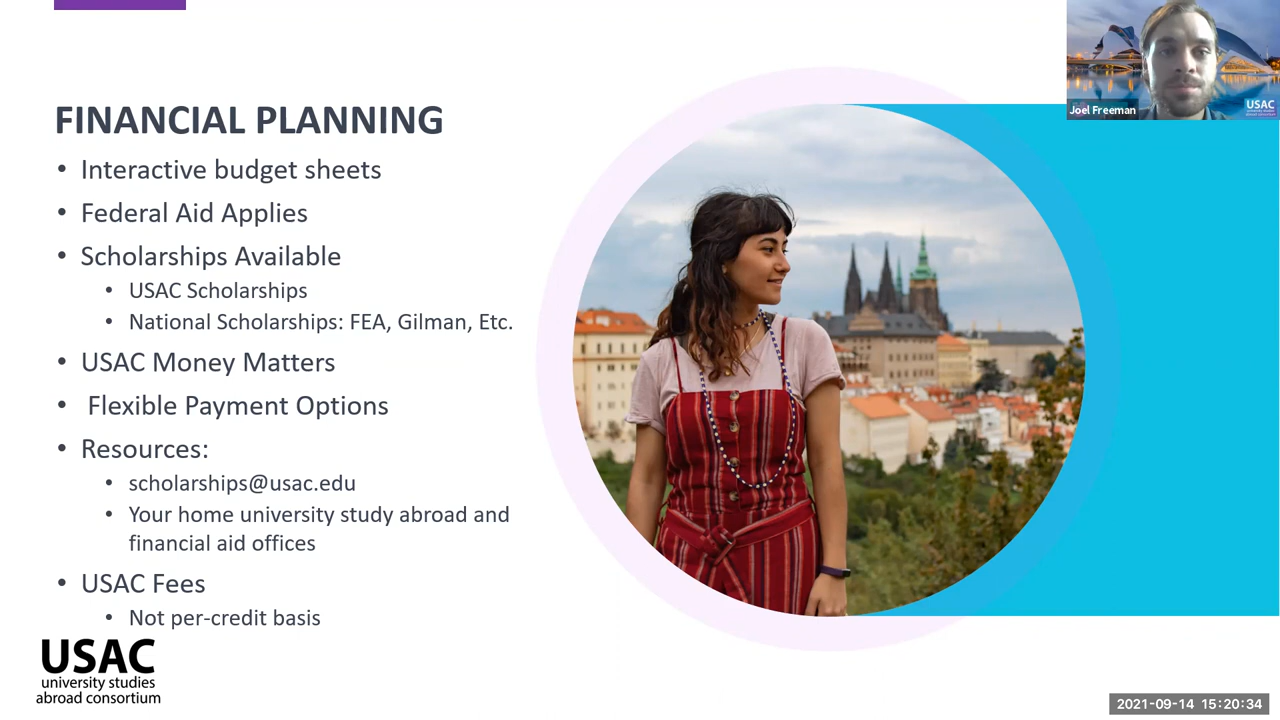 FINANCIAL PLANNING
• Interactive budget sheets
• Federal Aid Applies
• Scholarships Available
• USAC Scholarships
• National Scholarships: FEA, Gilman, Etc.
• USAC Money Matters
• Flexible Payment Options
• Resources:
• scholarships@usac.edu
• Your home university study abroad and
financial aid offices
• USAC Fees
• Not per-credit basis
USAC
university studies
abroad consortium
Joel Freeman
USAC
2021-09-14 15:20:34